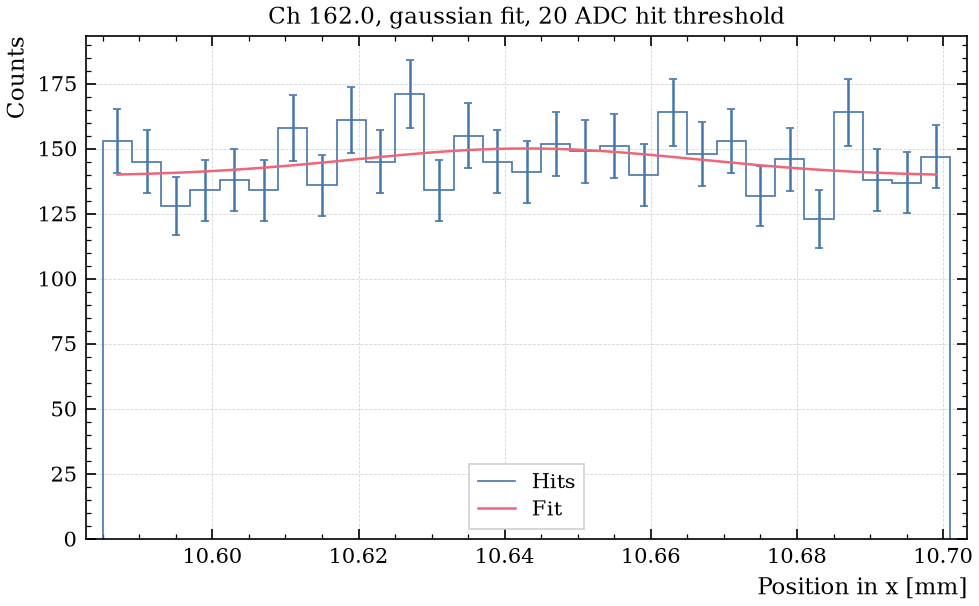 Ch 162.0, gaussian fit, 20 ADC hit threshold
Counts
175
150
125
100
75
50
25
0
Hits
Fit
10.60 10.62 10.64 10.66 10.68 10.70
Position in x [mm]